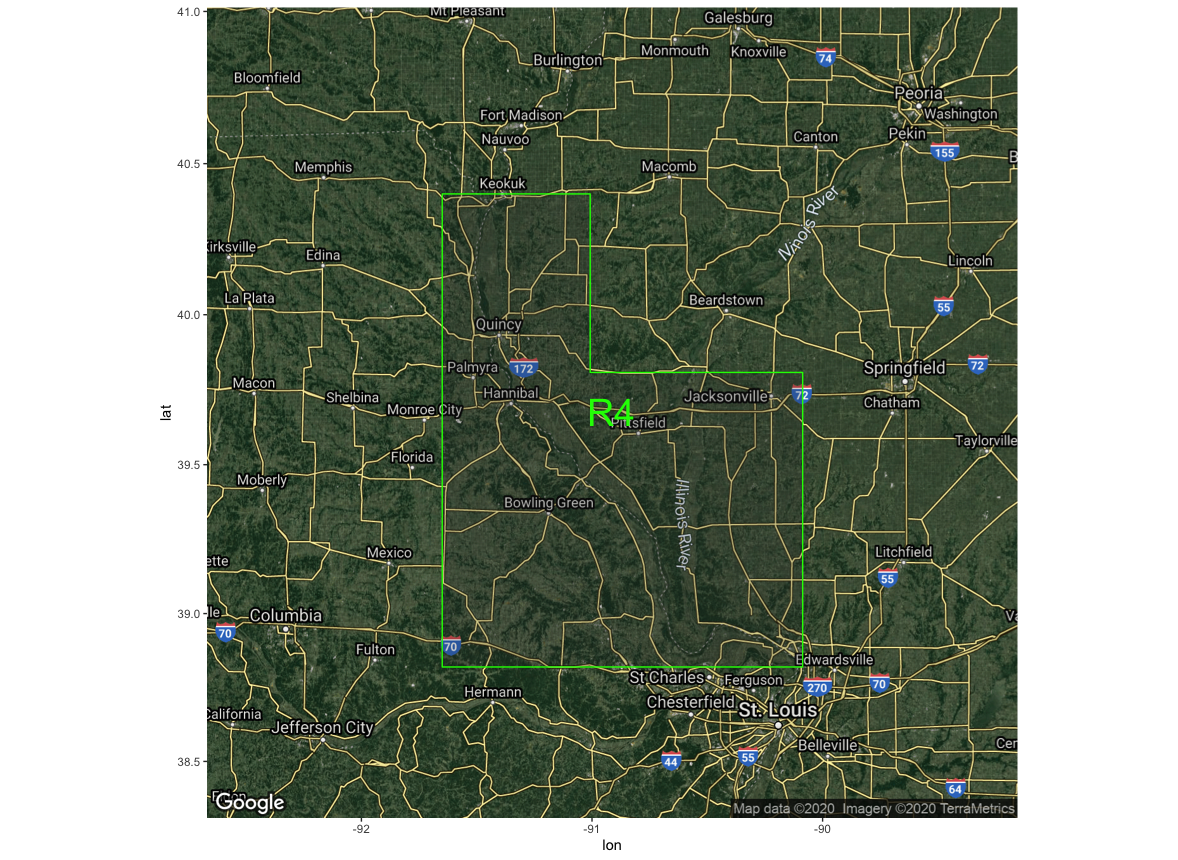 41.0
Mt Pleasant
Galesburg
Monmouth
Knoxville
74
Burlington
Bloomfield
Peoria
Washington
Fort Madison
Nauvoo
Canton
Pekin
155
40.5
Memphis
Macomb
B
Keokuk
Illinois River
Kirksville
Edina
Lincoln
La Plata
Beardstown
55
40.0
Quincy
Palmyra
172
Springfield
72
Macon
Hannibal
Jacksonville
72
Shelbina
Monroe City
R4
Chatham
Pittsfield
Taylorville
Florida
39.5
Moberly
Illinois River
Bowling Green
Mexico
ette
Litchfield
55
39.0
le
Columbia
Va
70
Fulton
70
Edwardsville
St Charles
Ferguson
270
70
Hermann
Chesterfield
St. Louis
California
Jefferson City
Belleville
Cer
38.5
44
55
64
Google
Map data ©2020 Imagery ©2020 TerraMetrics
-92
-91
-90
lon
lat